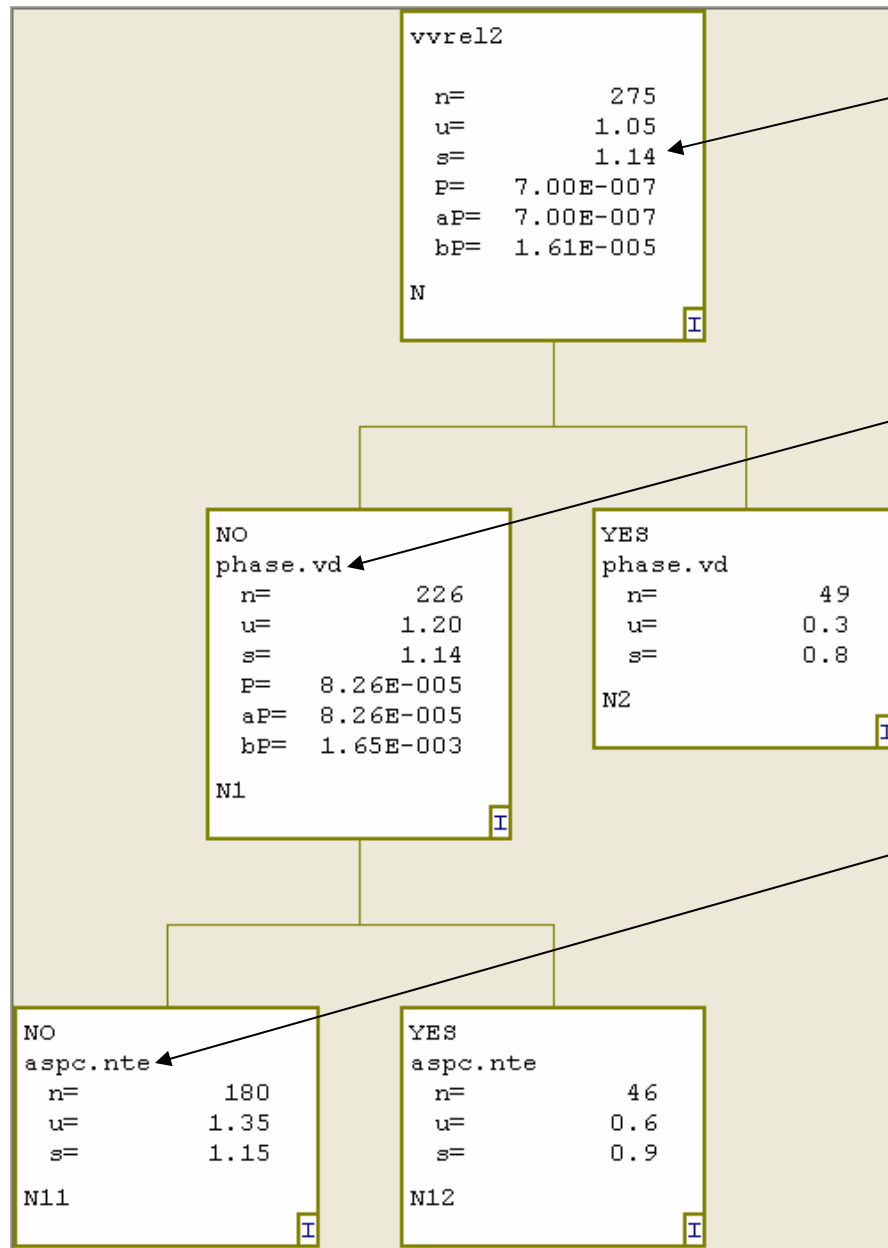 vvrel2
n= 275
u= 1.05
s= 1.14
P= 7.00E-007
aP= 7.00E-007
bP= 1.61E-005
N
I
NO
phase.vd
n= 226
u= 1.20
s= 1.14
P= 8.26E-005
aP= 8.26E-005
bP= 1.65E-003
N1
I
YES
phase.vd
n= 49
u= 0.3
s= 0.8
N2
I
NO
aspc.nte
n= 180
u= 1.35
s= 1.15
N11
I
YES
aspc.nte
n= 46
u= 0.6
s= 0.9
N12
I